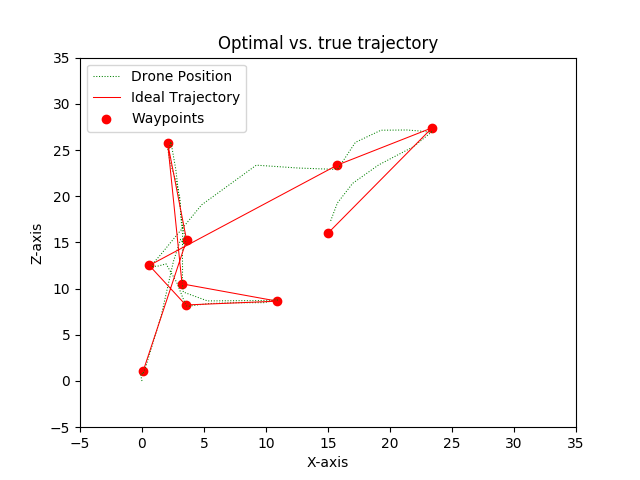 Optimal vs. true trajectory
Drone Position
Ideal Trajectory
Waypoints
35
30
25
20
15
10
5
0
−5
Z-axis
−5 0 5 10 15 20 25 30 35
X-axis